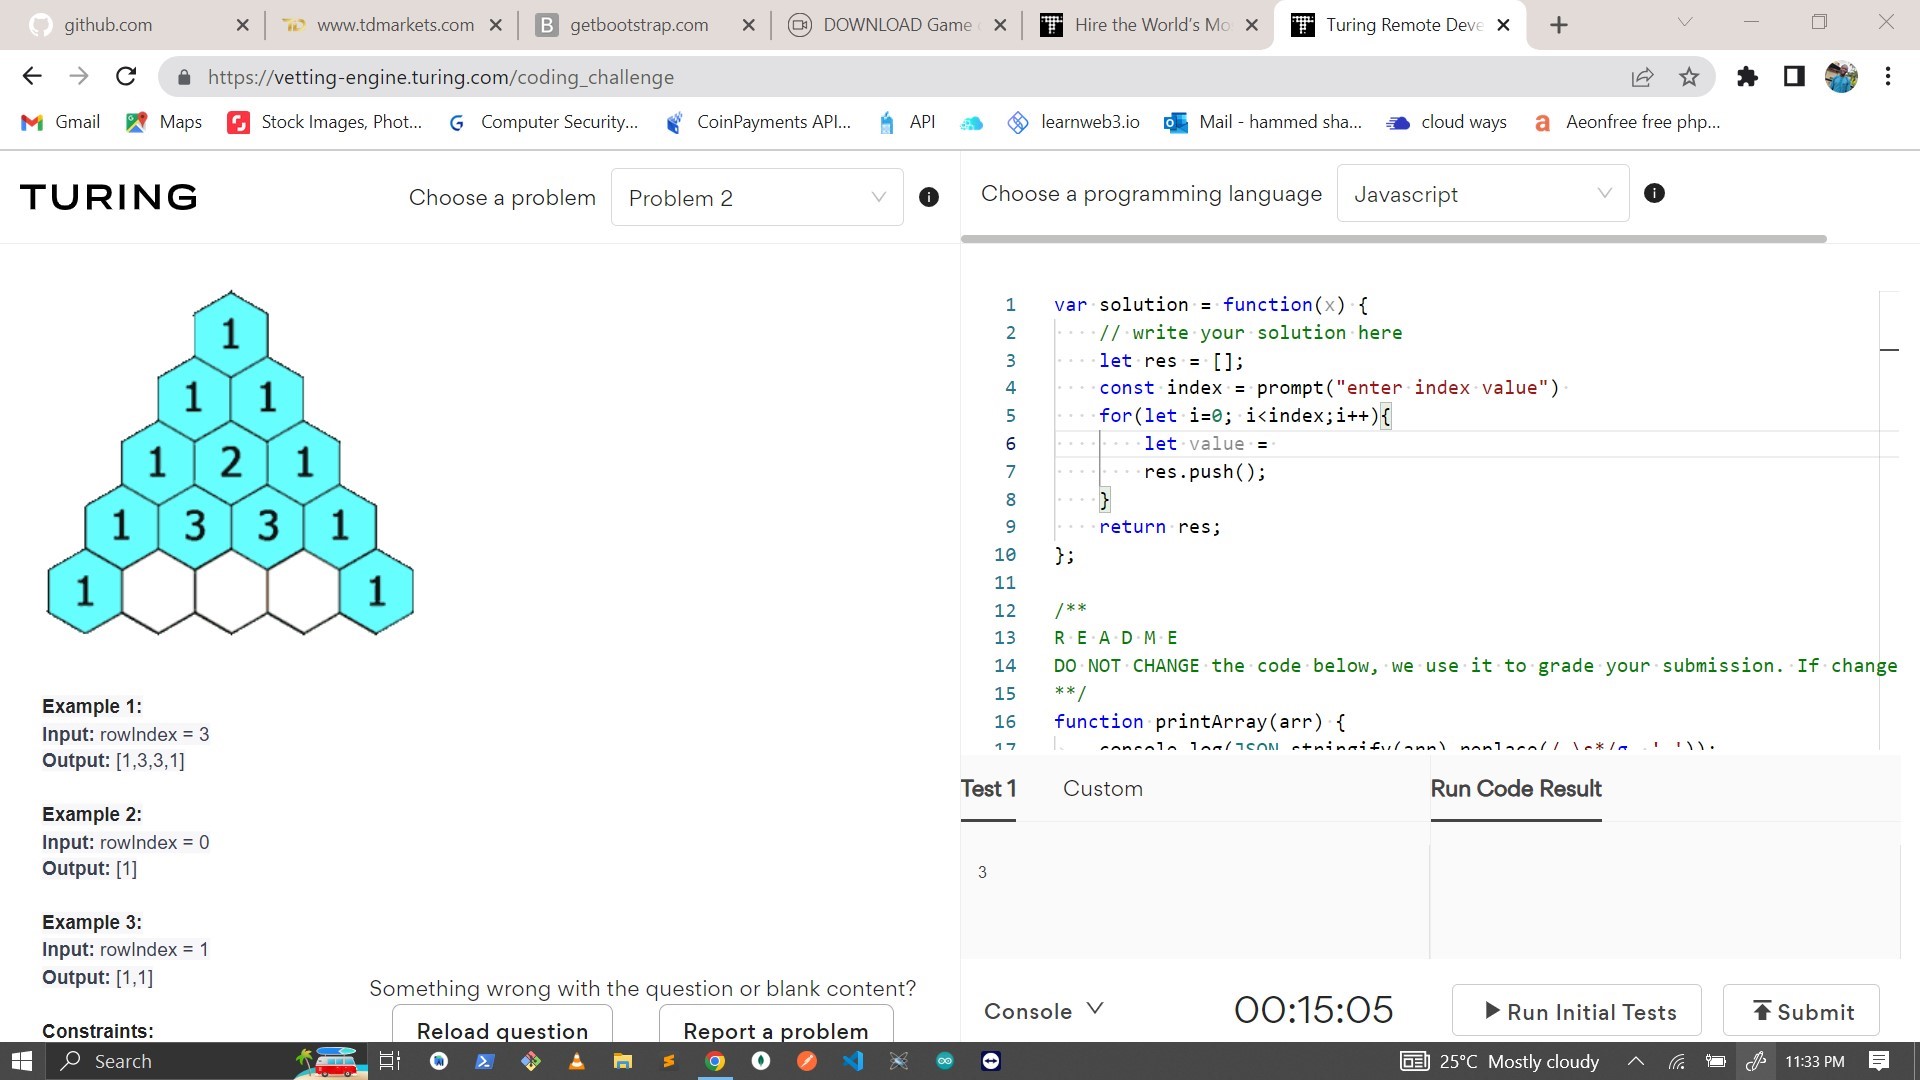 github.com
www.tdmarkets.com
getbootstrap.com
DOWNLOAD Game
Hire the World's Mo
Turing Remote Deve
https://vetting-engine.turing.com/coding_challenge
Gmail
Maps
Stock Images, Phot...
Computer Security...
CoinPayments API...
API
learnweb3.io
Mail - hammed sha...
cloud ways
Aeonfree free php...
TURING
Choose a problem
Problem 2
Choose a programming language
Javascript
1
1 1
1 2 1
1 3 3 1
1 1
Example 1:
Input: rowIndex = 3
Output: [1,3,3,1]
Example 2:
Input: rowIndex = 0
Output: [1]
Example 3:
Input: rowIndex = 1
Output: [1,1]
Constraints:
Something wrong with the question or blank content?
Reload question
Report a problem
1 var solution = function(x) {
2 // write your solution here
3 let res = [];
4 const index = prompt("enter index value")
5 for(let i=0; i<index;i++){
6 let value =
7 res.push();
8 }
9 return res;
10 };
11
12 /**
13 R E A D M E
14 DO NOT CHANGE the code below, we use it to grade your submission. If change
15 **/
16 function printArray(arr) {
17 console.log(JSON.stringify(arr).replace(/,\s*/g, ', '));
Test 1
Custom
Run Code Result
3
Console
00:15:05
Run Initial Tests
Submit
Search
25°C Mostly cloudy
11:33 PM